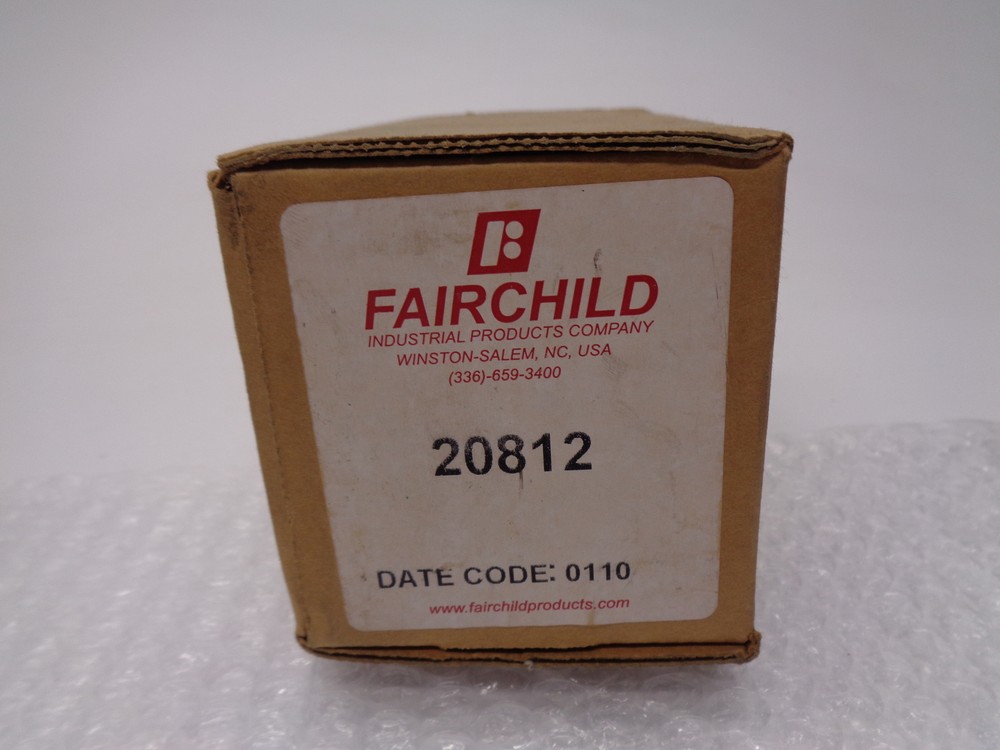 FAIRCHILD
INDUSTRIAL PRODUCTS COMPANY
WINSTON-SALEM, NC, USA
(336)-659-3400
20812
DATE CODE: 0110
www.fairchildproducts.com